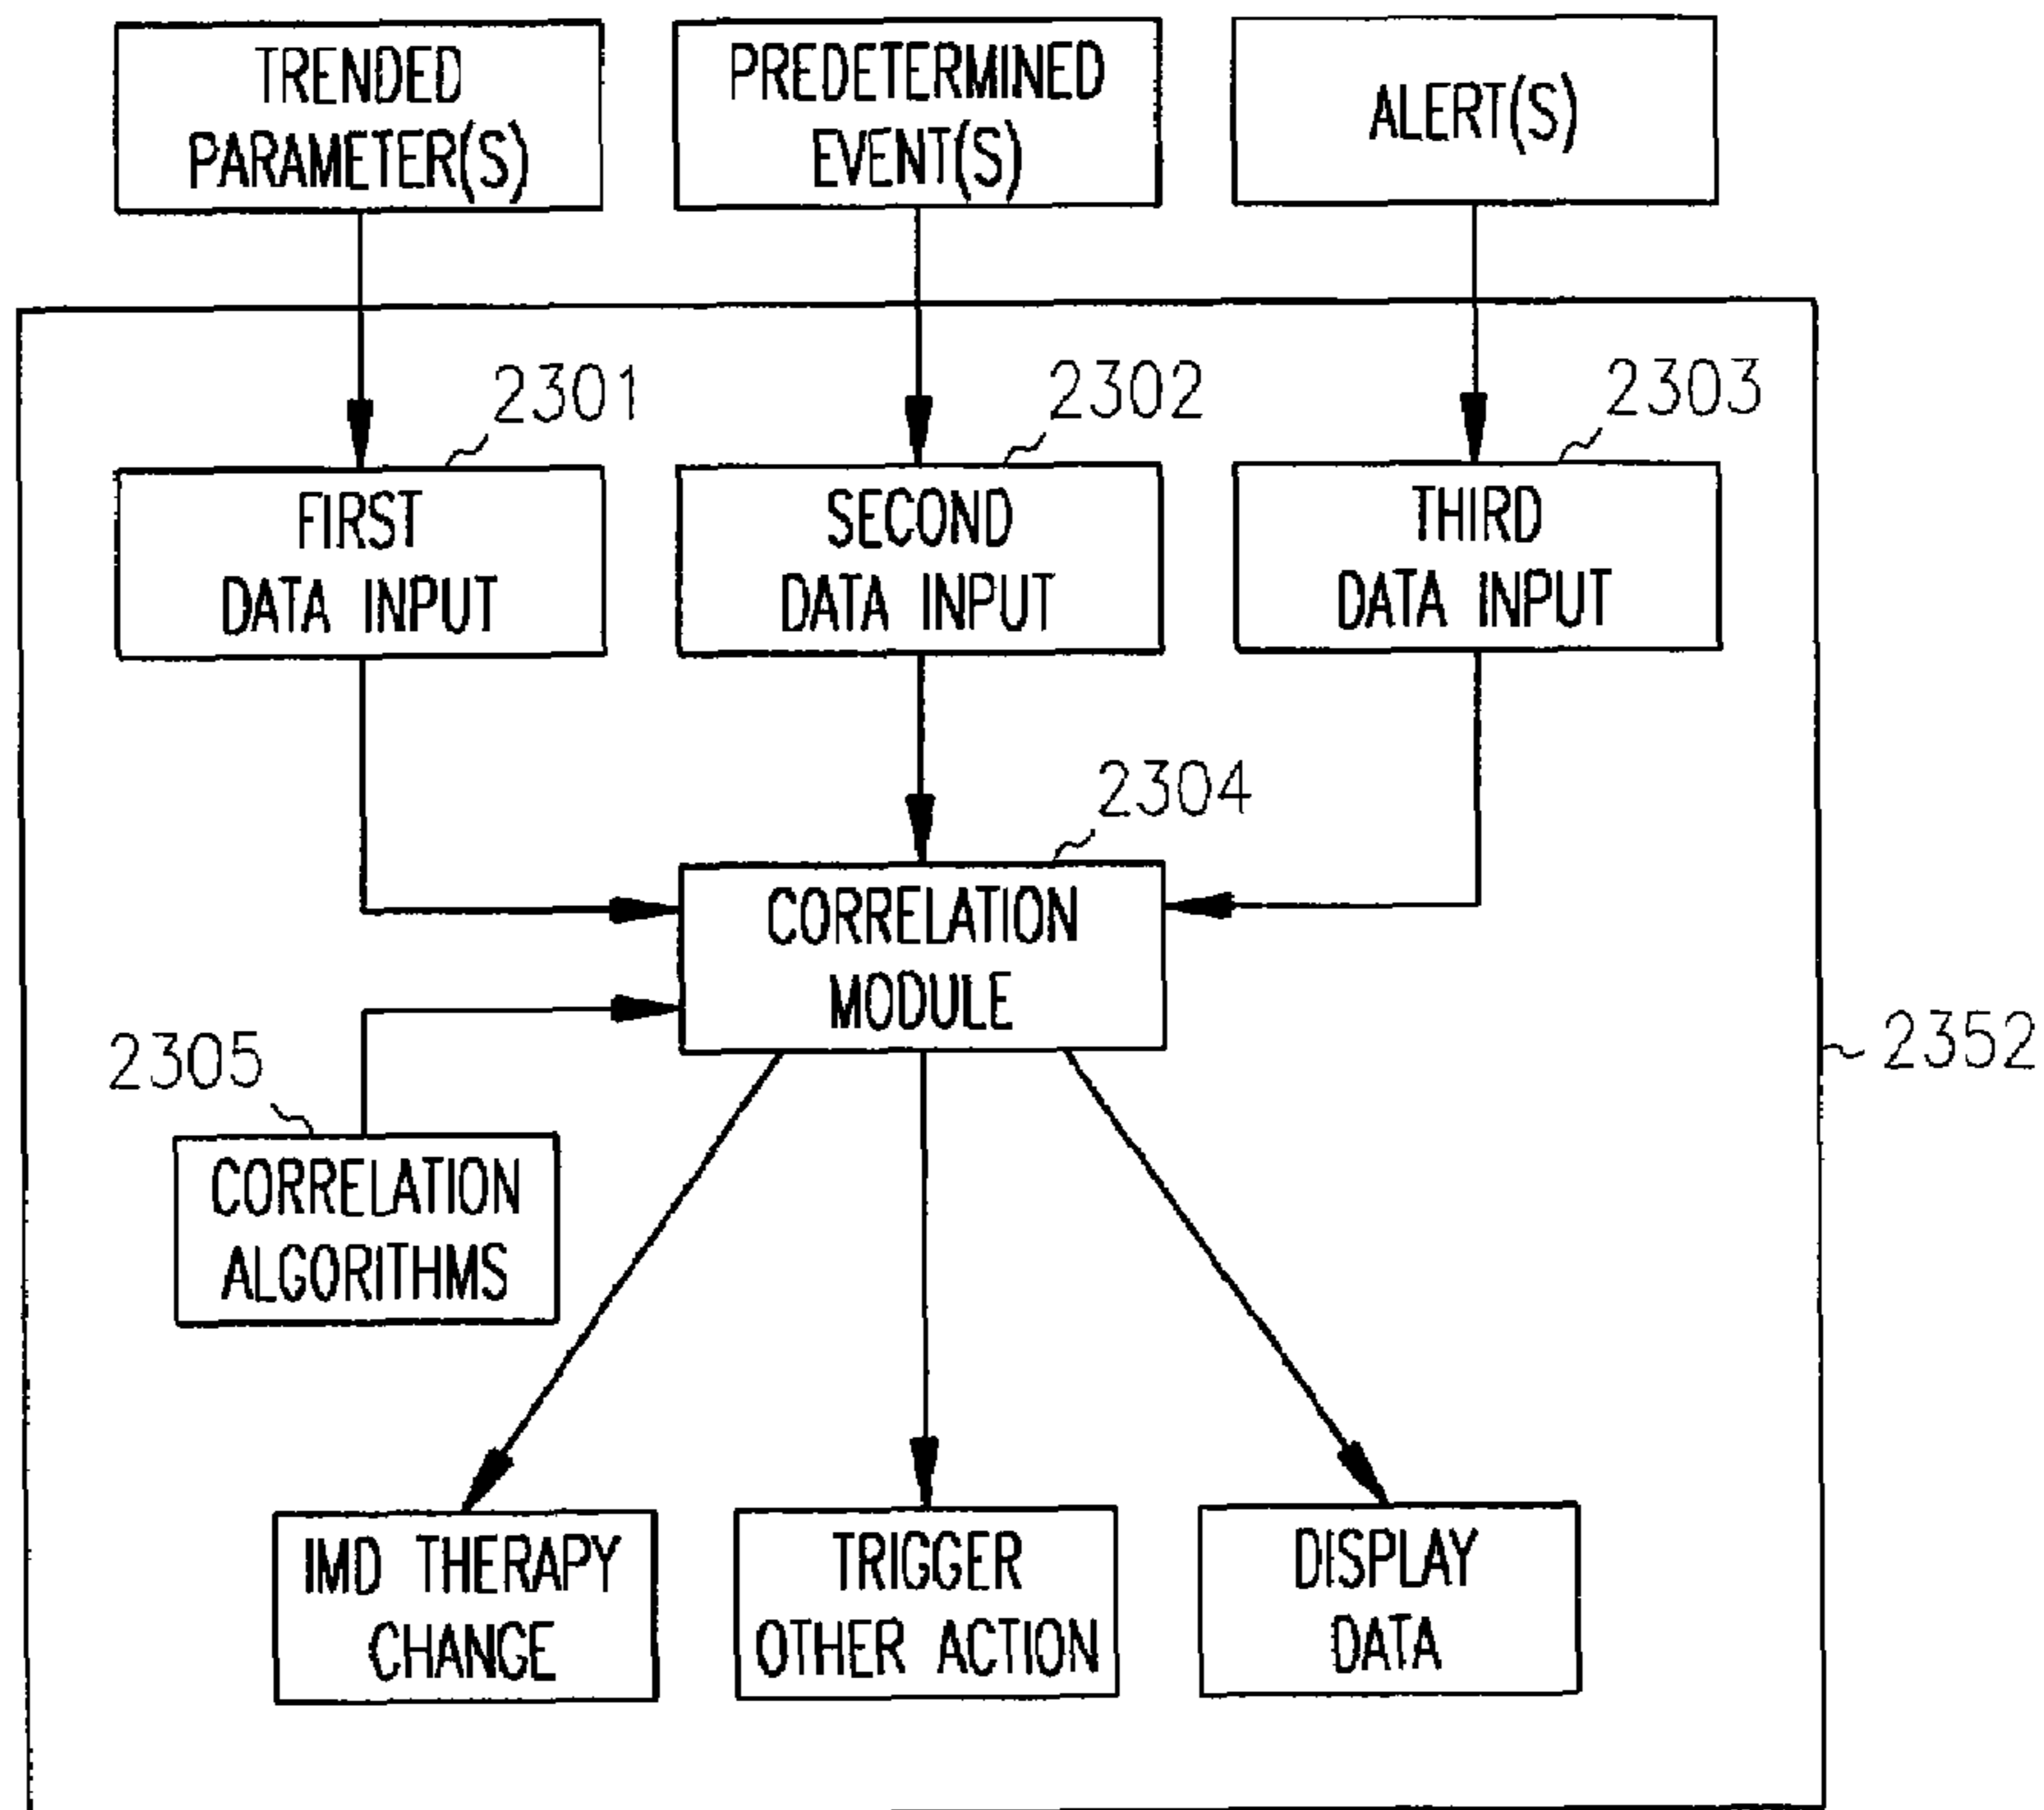 TRENDED
PARAMETER(S)
PREDETERMINED
EVENT(S)
ALERT(S)
2301
2302
2303
FIRST
DATA INPUT
SECOND
DATA INPUT
THIRD
DATA INPUT
2304
CORRELATION
MODULE
2352
2305
CORRELATION
ALGORITHMS
IMD THERAPY
CHANGE
TRIGGER
OTHER ACTION
DISPLAY
DATA